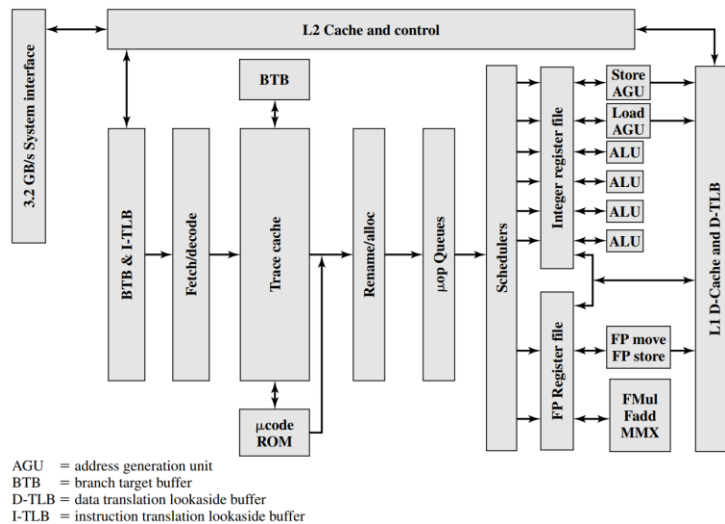 L2 Cache and control
3.2 GB/s System interface
BTB
BTB & I-TLB
Fetch/decode
Trace cache
μcode
ROM
Rename/alloc
μop Queues
Schedulers
Integer register file
FP Register file
Store
AGU
Load
AGU
ALU
ALU
ALU
ALU
FP move
FP store
FMul
Fadd
MMX
L1 D-Cache and D-TLB
AGU = address generation unit
BTB = branch target buffer
D-TLB = data translation lookaside buffer
I-TLB = instruction translation lookaside buffer